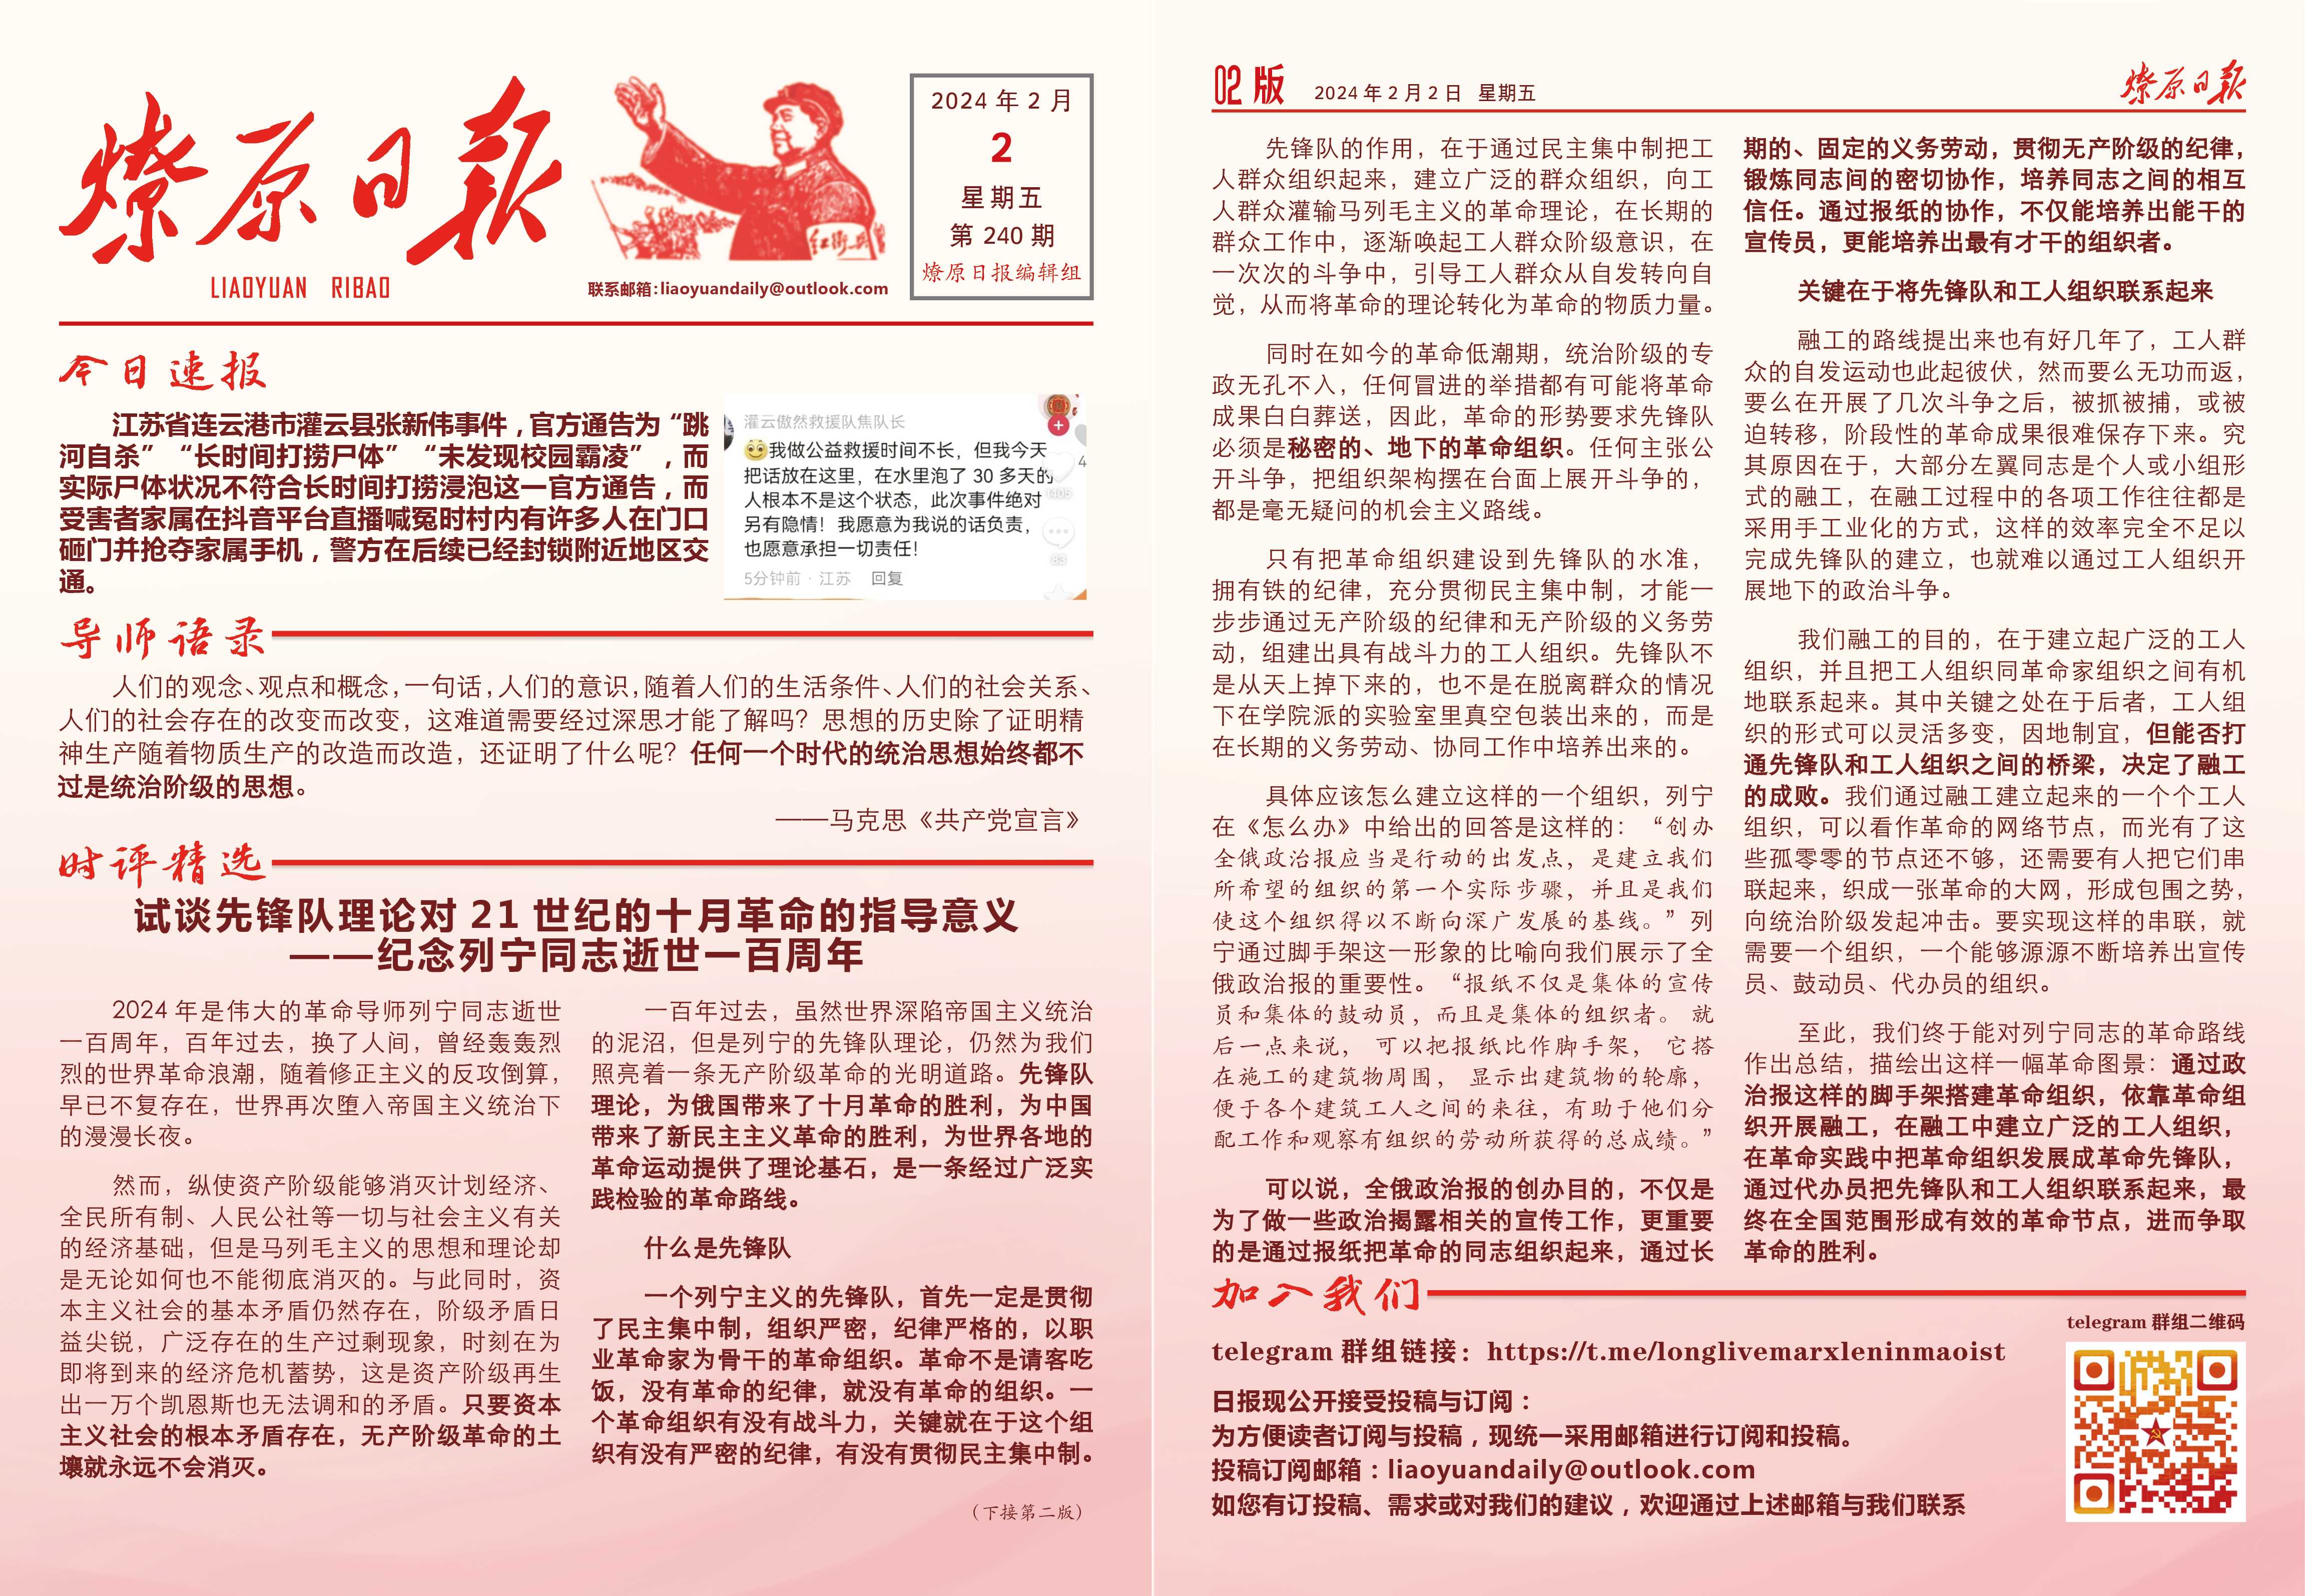 燎原日报
LIAOYUAN RIBAO
红卫兵
联系邮箱:liaoyuandaily@outlook.com
2024 年 2 月
2
星期五
第 240 期
燎原日报编辑组
今日速报
江苏省连云港市灌云县张新伟事件，官方通告为“跳
河自杀”“长时间打捞尸体”“未发现校园霸凌”，而
实际尸体状况不符合长时间打捞浸泡这一官方通告，而
受害者家属在抖音平台直播喊冤时村内有许多人在门口
砸门并抢夺家属手机，警方在后续已经封锁附近地区交
通。
灌云傲然救援队焦队长
我做公益救援时间不长，但我今天
把话放在这里，在水里泡了 30 多天的
人根本不是这个状态，此次事件绝对
另有隐情！我愿意为我说的话负责，
也愿意承担一切责任！
5分钟前 · 江苏 回复
4
1405
83
导师语录
人们的观念、观点和概念，一句话，人们的意识，随着人们的生活条件、人们的社会关系、
人们的社会存在的改变而改变，这难道需要经过深思才能了解吗？思想的历史除了证明精
神生产随着物质生产的改造而改造，还证明了什么呢？任何一个时代的统治思想始终都不
过是统治阶级的思想。
——马克思《共产党宣言》
时评精选
试谈先锋队理论对 21 世纪的十月革命的指导意义
——纪念列宁同志逝世一百周年
2024 年是伟大的革命导师列宁同志逝世
一百周年，百年过去，换了人间，曾经轰轰烈
烈的世界革命浪潮，随着修正主义的反攻倒算，
早已不复存在，世界再次堕入帝国主义统治下
的漫漫长夜。
然而，纵使资产阶级能够消灭计划经济、
全民所有制、人民公社等一切与社会主义有关
的经济基础，但是马列毛主义的思想和理论却
是无论如何也不能彻底消灭的。与此同时，资
本主义社会的基本矛盾仍然存在，阶级矛盾日
益尖锐，广泛存在的生产过剩现象，时刻在为
即将到来的经济危机蓄势，这是资产阶级再生
出一万个凯恩斯也无法调和的矛盾。只要资本
主义社会的根本矛盾存在，无产阶级革命的土
壤就永远不会消灭。
一百年过去，虽然世界深陷帝国主义统治
的泥沼，但是列宁的先锋队理论，仍然为我们
照亮着一条无产阶级革命的光明道路。先锋队
理论，为俄国带来了十月革命的胜利，为中国
带来了新民主主义革命的胜利，为世界各地的
革命运动提供了理论基石，是一条经过广泛实
践检验的革命路线。
什么是先锋队
一个列宁主义的先锋队，首先一定是贯彻
了民主集中制，组织严密，纪律严格的，以职
业革命家为骨干的革命组织。革命不是请客吃
饭，没有革命的纪律，就没有革命的组织。一
个革命组织有没有战斗力，关键就在于这个组
织有没有严密的纪律，有没有贯彻民主集中制。
（下接第二版）
02 版
2024 年 2 月 2 日 星期五
燎原日报
先锋队的作用，在于通过民主集中制把工
人群众组织起来，建立广泛的群众组织，向工
人群众灌输马列毛主义的革命理论，在长期的
群众工作中，逐渐唤起工人群众阶级意识，在
一次次的斗争中，引导工人群众从自发转向自
觉，从而将革命的理论转化为革命的物质力量。
同时在如今的革命低潮期，统治阶级的专
政无孔不入，任何冒进的举措都有可能将革命
成果白白葬送，因此，革命的形势要求先锋队
必须是秘密的、地下的革命组织。任何主张公
开斗争，把组织架构摆在台面上展开斗争的，
都是毫无疑问的机会主义路线。
只有把革命组织建设到先锋队的水准，
拥有铁的纪律，充分贯彻民主集中制，才能一
步步通过无产阶级的纪律和无产阶级的义务劳
动，组建出具有战斗力的工人组织。先锋队不
是从天上掉下来的，也不是在脱离群众的情况
下在学院派的实验室里真空包装出来的，而是
在长期的义务劳动、协同工作中培养出来的。
具体应该怎么建立这样的一个组织，列宁
在《怎么办》中给出的回答是这样的：“创办
全俄政治报应当是行动的出发点，是建立我们
所希望的组织的第一个实际步骤，并且是我们
使这个组织得以不断向深广发展的基线。”列
宁通过脚手架这一形象的比喻向我们展示了全
俄政治报的重要性。“报纸不仅是集体的宣传
员和集体的鼓动员，而且是集体的组织者。 就
后一点来说， 可以把报纸比作脚手架， 它搭
在施工的建筑物周围， 显示出建筑物的轮廓，
便于各个建筑工人之间的来往，有助于他们分
配工作和观察有组织的劳动所获得的总成绩。”
可以说，全俄政治报的创办目的，不仅是
为了做一些政治揭露相关的宣传工作，更重要
的是通过报纸把革命的同志组织起来，通过长
期的、固定的义务劳动，贯彻无产阶级的纪律，
锻炼同志间的密切协作，培养同志之间的相互
信任。通过报纸的协作，不仅能培养出能干的
宣传员，更能培养出最有才干的组织者。
关键在于将先锋队和工人组织联系起来
融工的路线提出来也有好几年了，工人群
众的自发运动也此起彼伏，然而要么无功而返，
要么在开展了几次斗争之后，被抓被捕，或被
迫转移，阶段性的革命成果很难保存下来。究
其原因在于，大部分左翼同志是个人或小组形
式的融工，在融工过程中的各项工作往往都是
采用手工业化的方式，这样的效率完全不足以
完成先锋队的建立，也就难以通过工人组织开
展地下的政治斗争。
我们融工的目的，在于建立起广泛的工人
组织，并且把工人组织同革命家组织之间有机
地联系起来。其中关键之处在于后者，工人组
织的形式可以灵活多变，因地制宜，但能否打
通先锋队和工人组织之间的桥梁，决定了融工
的成败。我们通过融工建立起来的一个个工人
组织，可以看作革命的网络节点，而光有了这
些孤零零的节点还不够，还需要有人把它们串
联起来，织成一张革命的大网，形成包围之势，
向统治阶级发起冲击。要实现这样的串联，就
需要一个组织，一个能够源源不断培养出宣传
员、鼓动员、代办员的组织。
至此，我们终于能对列宁同志的革命路线
作出总结，描绘出这样一幅革命图景：通过政
治报这样的脚手架搭建革命组织，依靠革命组
织开展融工，在融工中建立广泛的工人组织，
在革命实践中把革命组织发展成革命先锋队，
通过代办员把先锋队和工人组织联系起来，最
终在全国范围形成有效的革命节点，进而争取
革命的胜利。
加入我们
telegram 群组链接：https://t.me/longlivemarxleninmaoist
日报现公开接受投稿与订阅：
为方便读者订阅与投稿，现统一采用邮箱进行订阅和投稿。
投稿订阅邮箱：liaoyuandaily@outlook.com
如您有订投稿、需求或对我们的建议，欢迎通过上述邮箱与我们联系
telegram 群组二维码